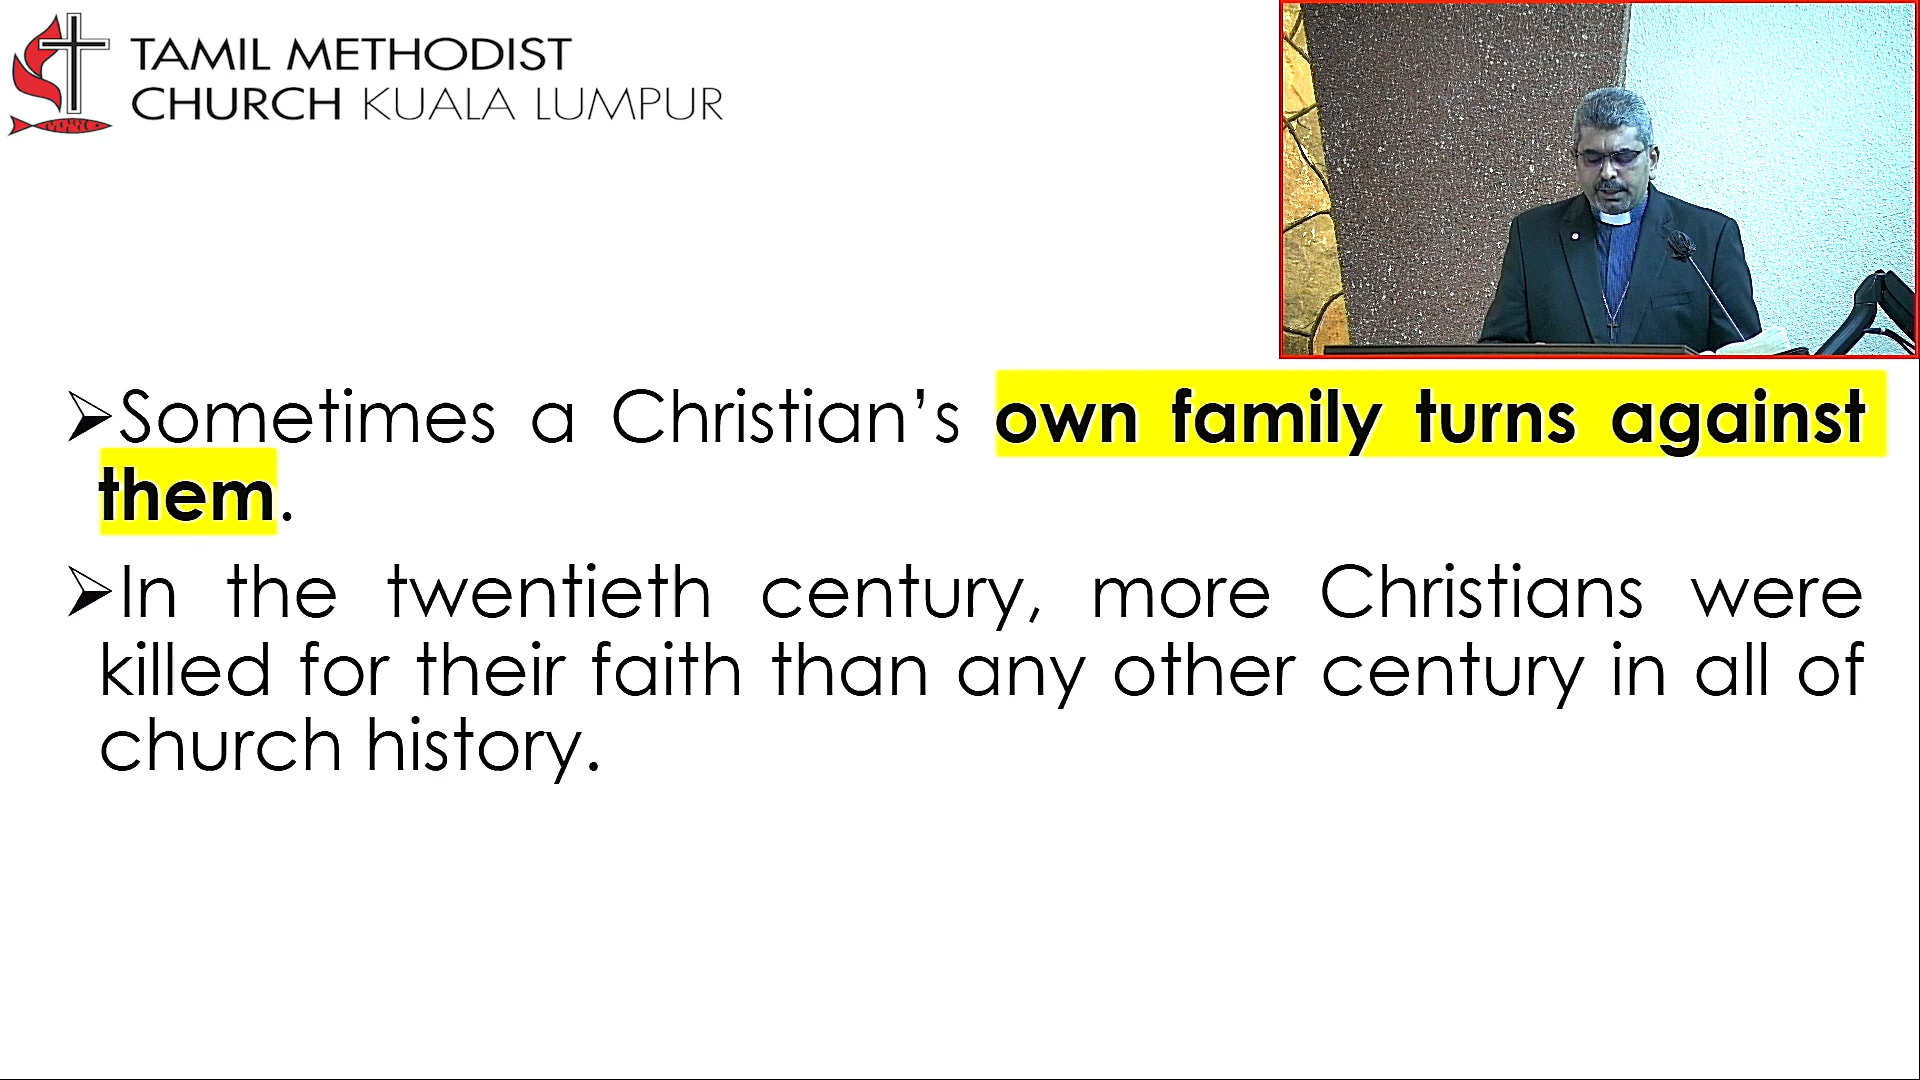 TAMIL METHODIST
CHURCH KUALA LUMPUR
➢Sometimes a Christian’s own family turns against
them.
➢In the twentieth century, more Christians were
killed for their faith than any other century in all of
church history.